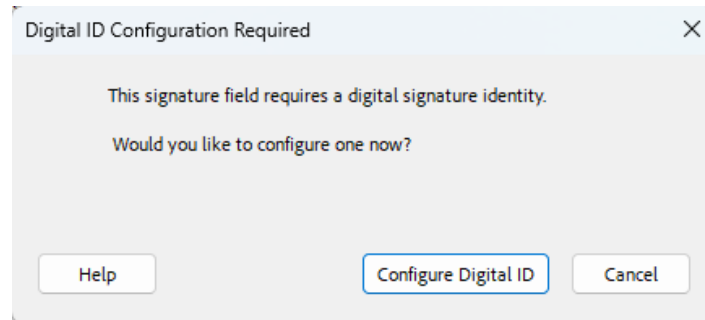 Digital ID Configuration Required
This signature field requires a digital signature identity.
Would you like to configure one now?
Help
Configure Digital ID
Cancel